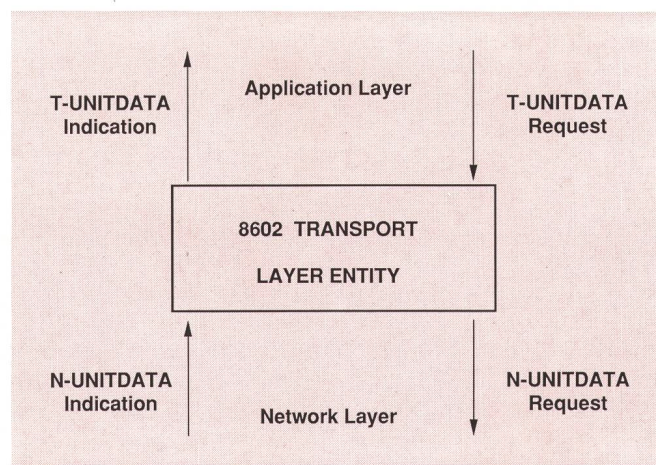 Application Layer
T-UNITDATA
Indication
T-UNITDATA
Request
8602 TRANSPORT
LAYER ENTITY
N-UNITDATA
Indication
N-UNITDATA
Request
Network Layer